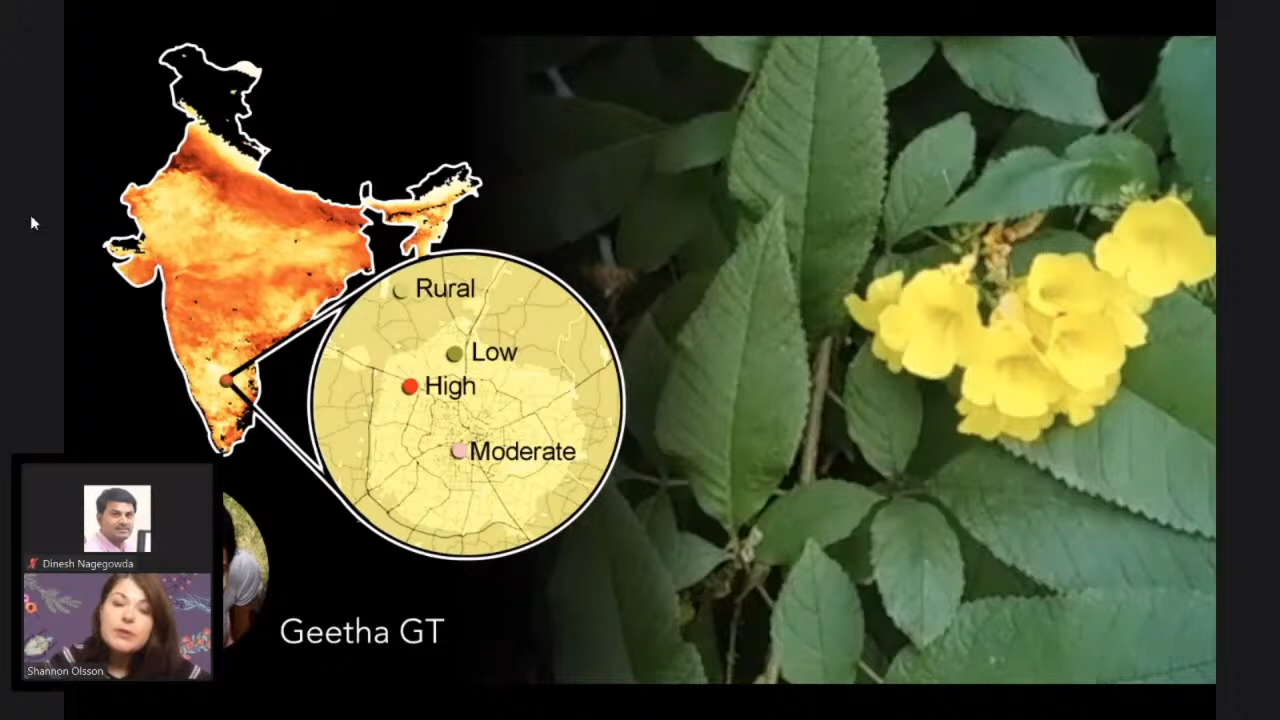 Rural
Low
High
Moderate
Dinesh Nagegowda
Geetha GT
Shannon Olsson